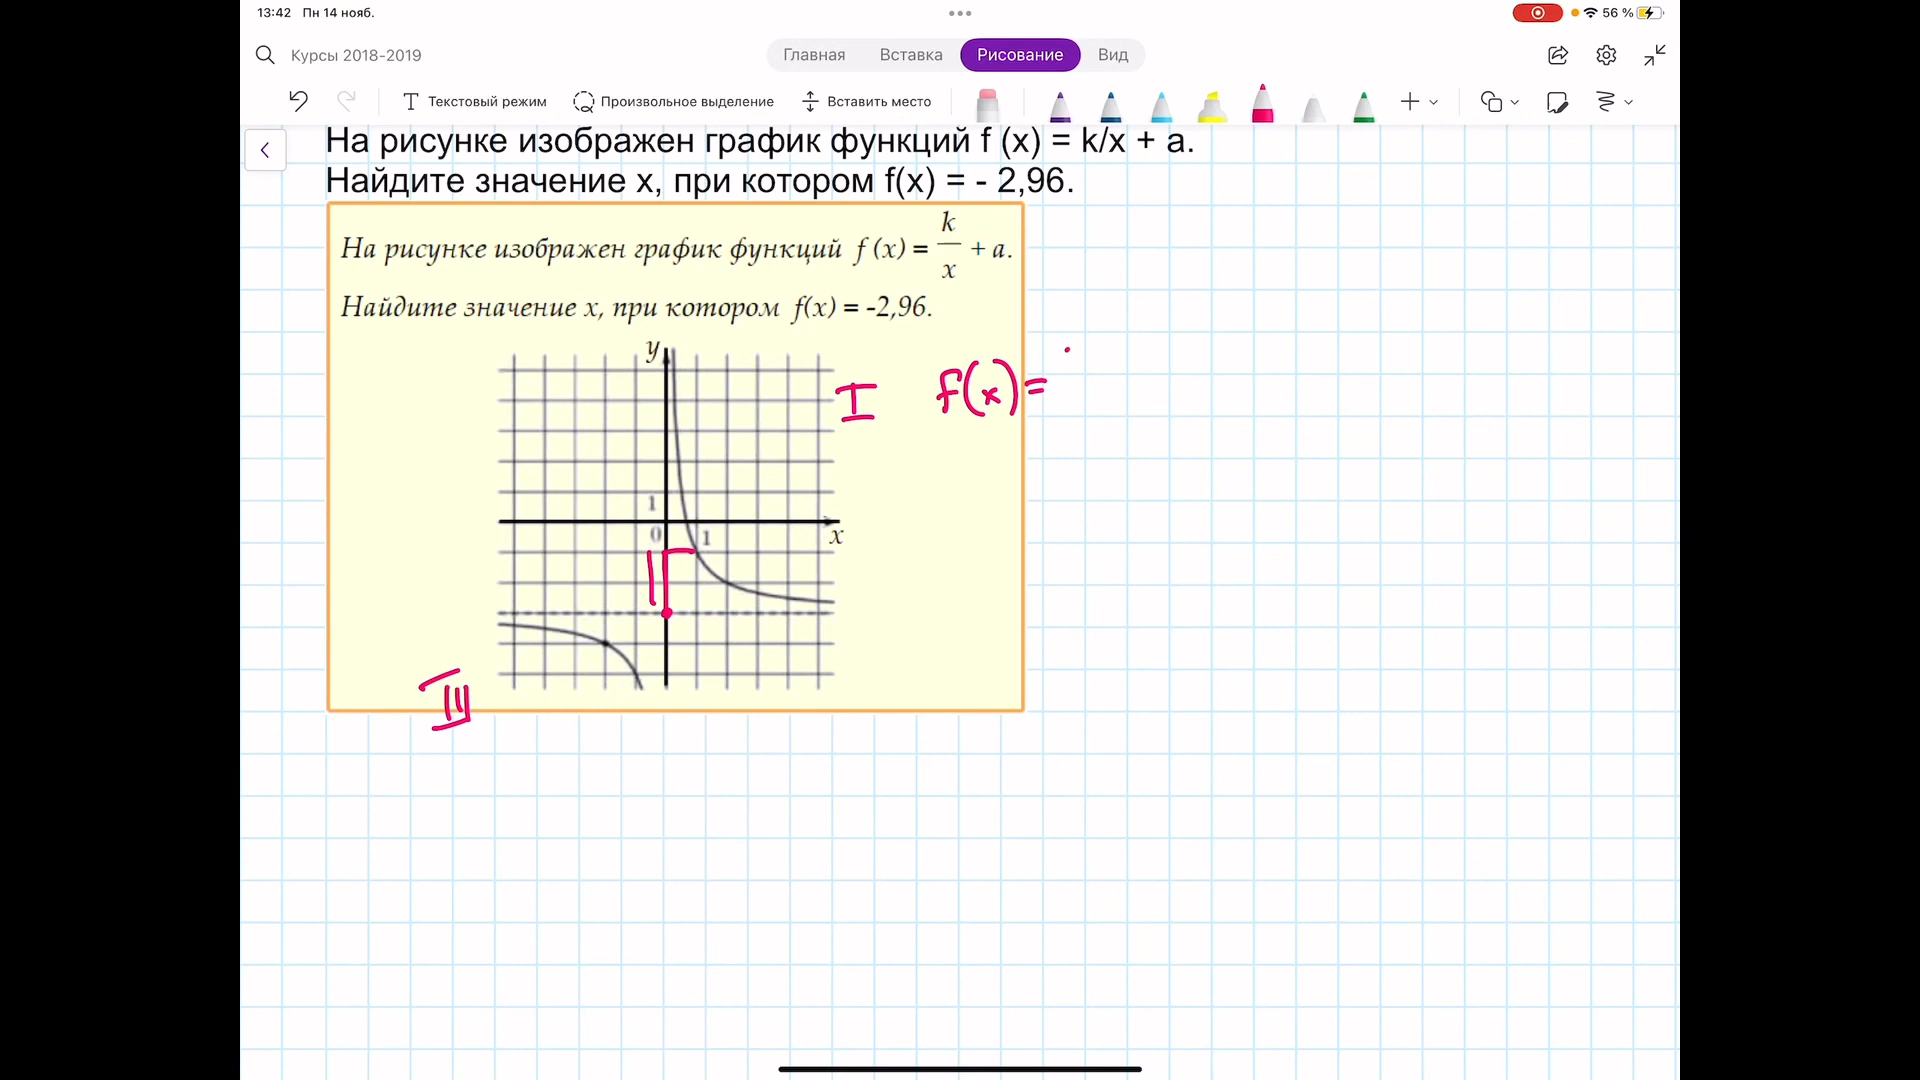 13:42 Пн 14 нояб.
56 %
Курсы 2018-2019
Главная Вставка Рисование Вид
Текстовый режим Произвольное выделение Вставить место
На рисунке изображен график функций f (x) = k/x + a.
Найдите значение x, при котором f(x) = - 2,96.
На рисунке изображен график функций f (x) = k/x + a.
Найдите значение x, при котором f(x) = -2,96.
y
I f(x)=
1
0 1 x
III